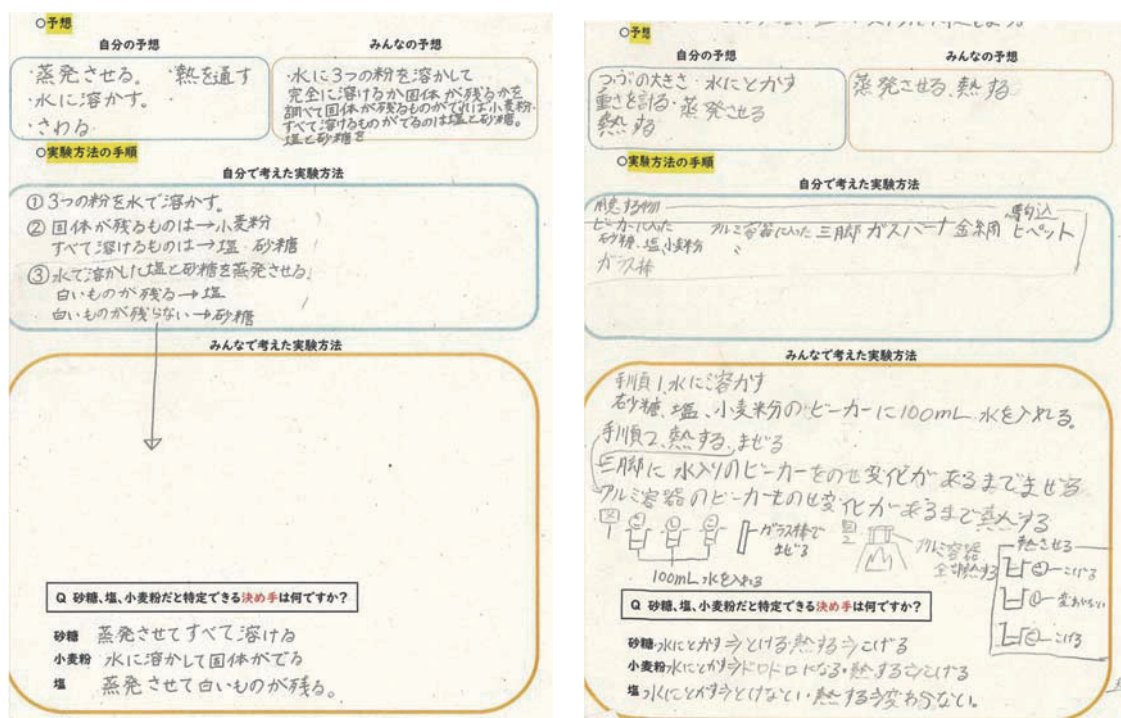 ○予想
自分の予想
みんなの予想
・蒸発させる。 ・熱を通す
・水に溶かす。
・さわる
・水に3つの粉を溶かして
完全に溶けるか固体が残るかを
調べて固体が残るものがでれば小麦粉
すべて溶けるものがでるのは塩と砂糖。
塩と砂糖を
○実験方法の手順
自分で考えた実験方法
①3つの粉を水で溶かす。
②固体が残るものは→小麦粉
すべて溶けるものは→塩・砂糖
③水で溶かした塩と砂糖を蒸発させる。
白いものが残る→塩
白いものが残らない→砂糖
みんなで考えた実験方法
Q 砂糖、塩、小麦粉だと特定できる決め手は何ですか?
砂糖 蒸発させてすべて溶ける
小麦粉 水に溶かして固体がでる
塩 蒸発させて白いものが残る。
○予想
自分の予想
みんなの予想
つぶの大きさ・水にとかす
重さを計る・蒸発させる
熱する
蒸発させる、熱する
○実験方法の手順
自分で考えた実験方法
用意する物
ビーカーに入った
砂糖、塩、小麦粉
アルミ容器に入った 三脚 ガスバーナ 金網
駒込
ピペット
ガラス棒
みんなで考えた実験方法
手順1.水に溶かす
砂糖、塩、小麦粉のビーカーに100mL水を入れる。
手順2.熱する、まぜる
三脚に水入りのビーカーをのせ変化があるまでまぜる
アルミ容器のビーカーものせ変化があるまで熱する
ガラス棒で
まぜる
100mL水を入れる
図2
アルミ容器
全部熱する
こげる
変わらない
こげる
Q 砂糖、塩、小麦粉だと特定できる決め手は何ですか?
砂糖 水にとかす⇒とける・熱する⇒こげる
小麦粉 水にとかす⇒ドロドロになる・熱する⇒こげる
塩 水にとかす⇒とけない・熱する⇒変わらない。